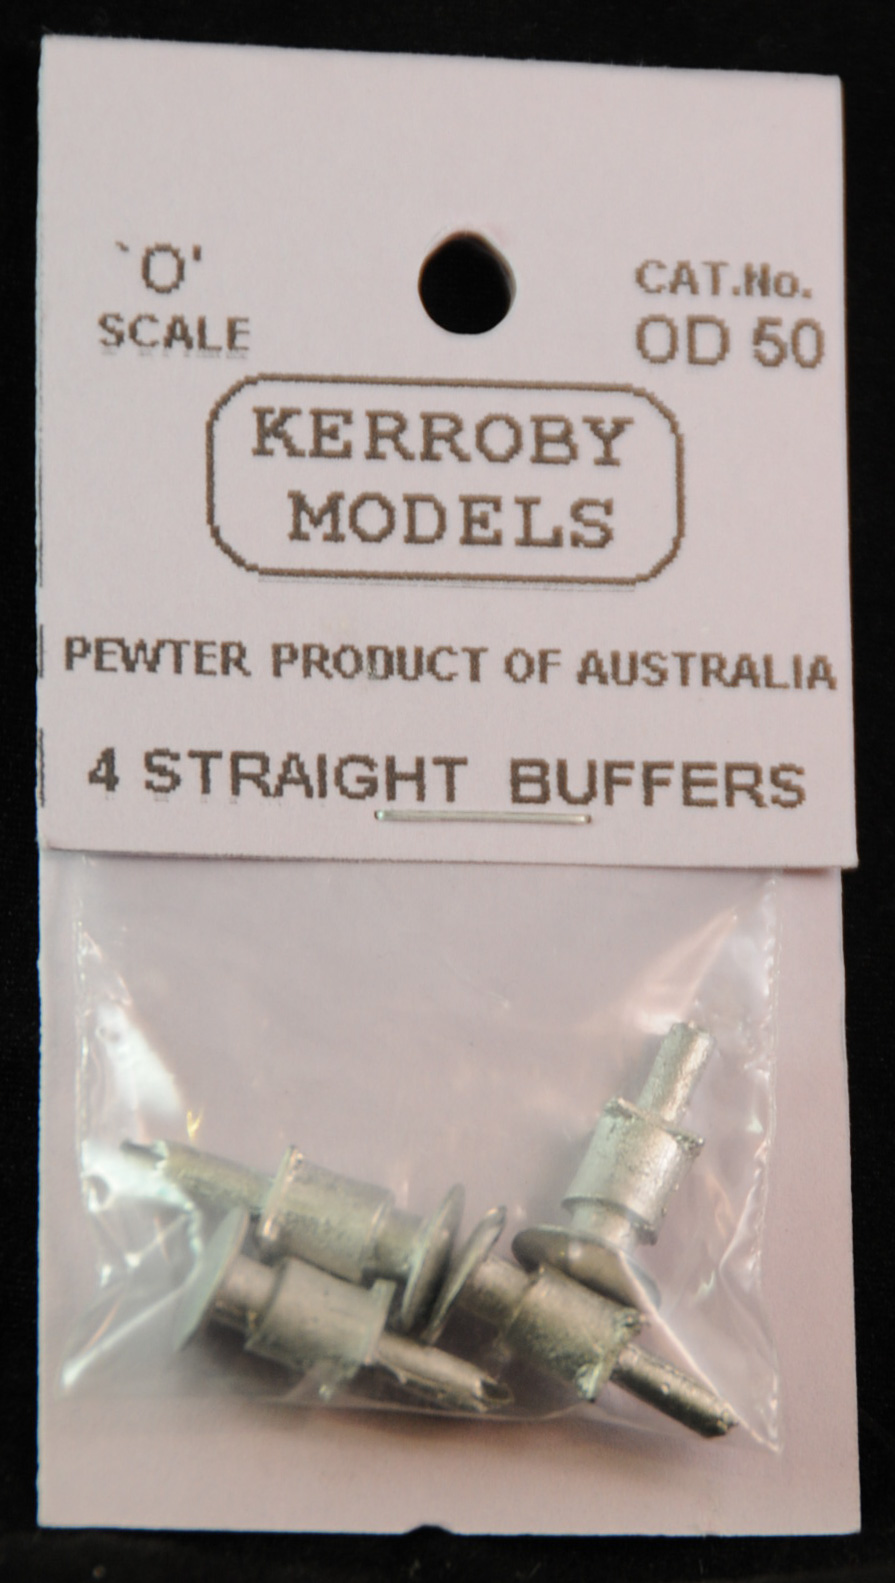 `O'
SCALE
CAT.No.
OD 50
KERROBY
MODELS
PEWTER PRODUCT OF AUSTRALIA
4 STRAIGHT BUFFERS